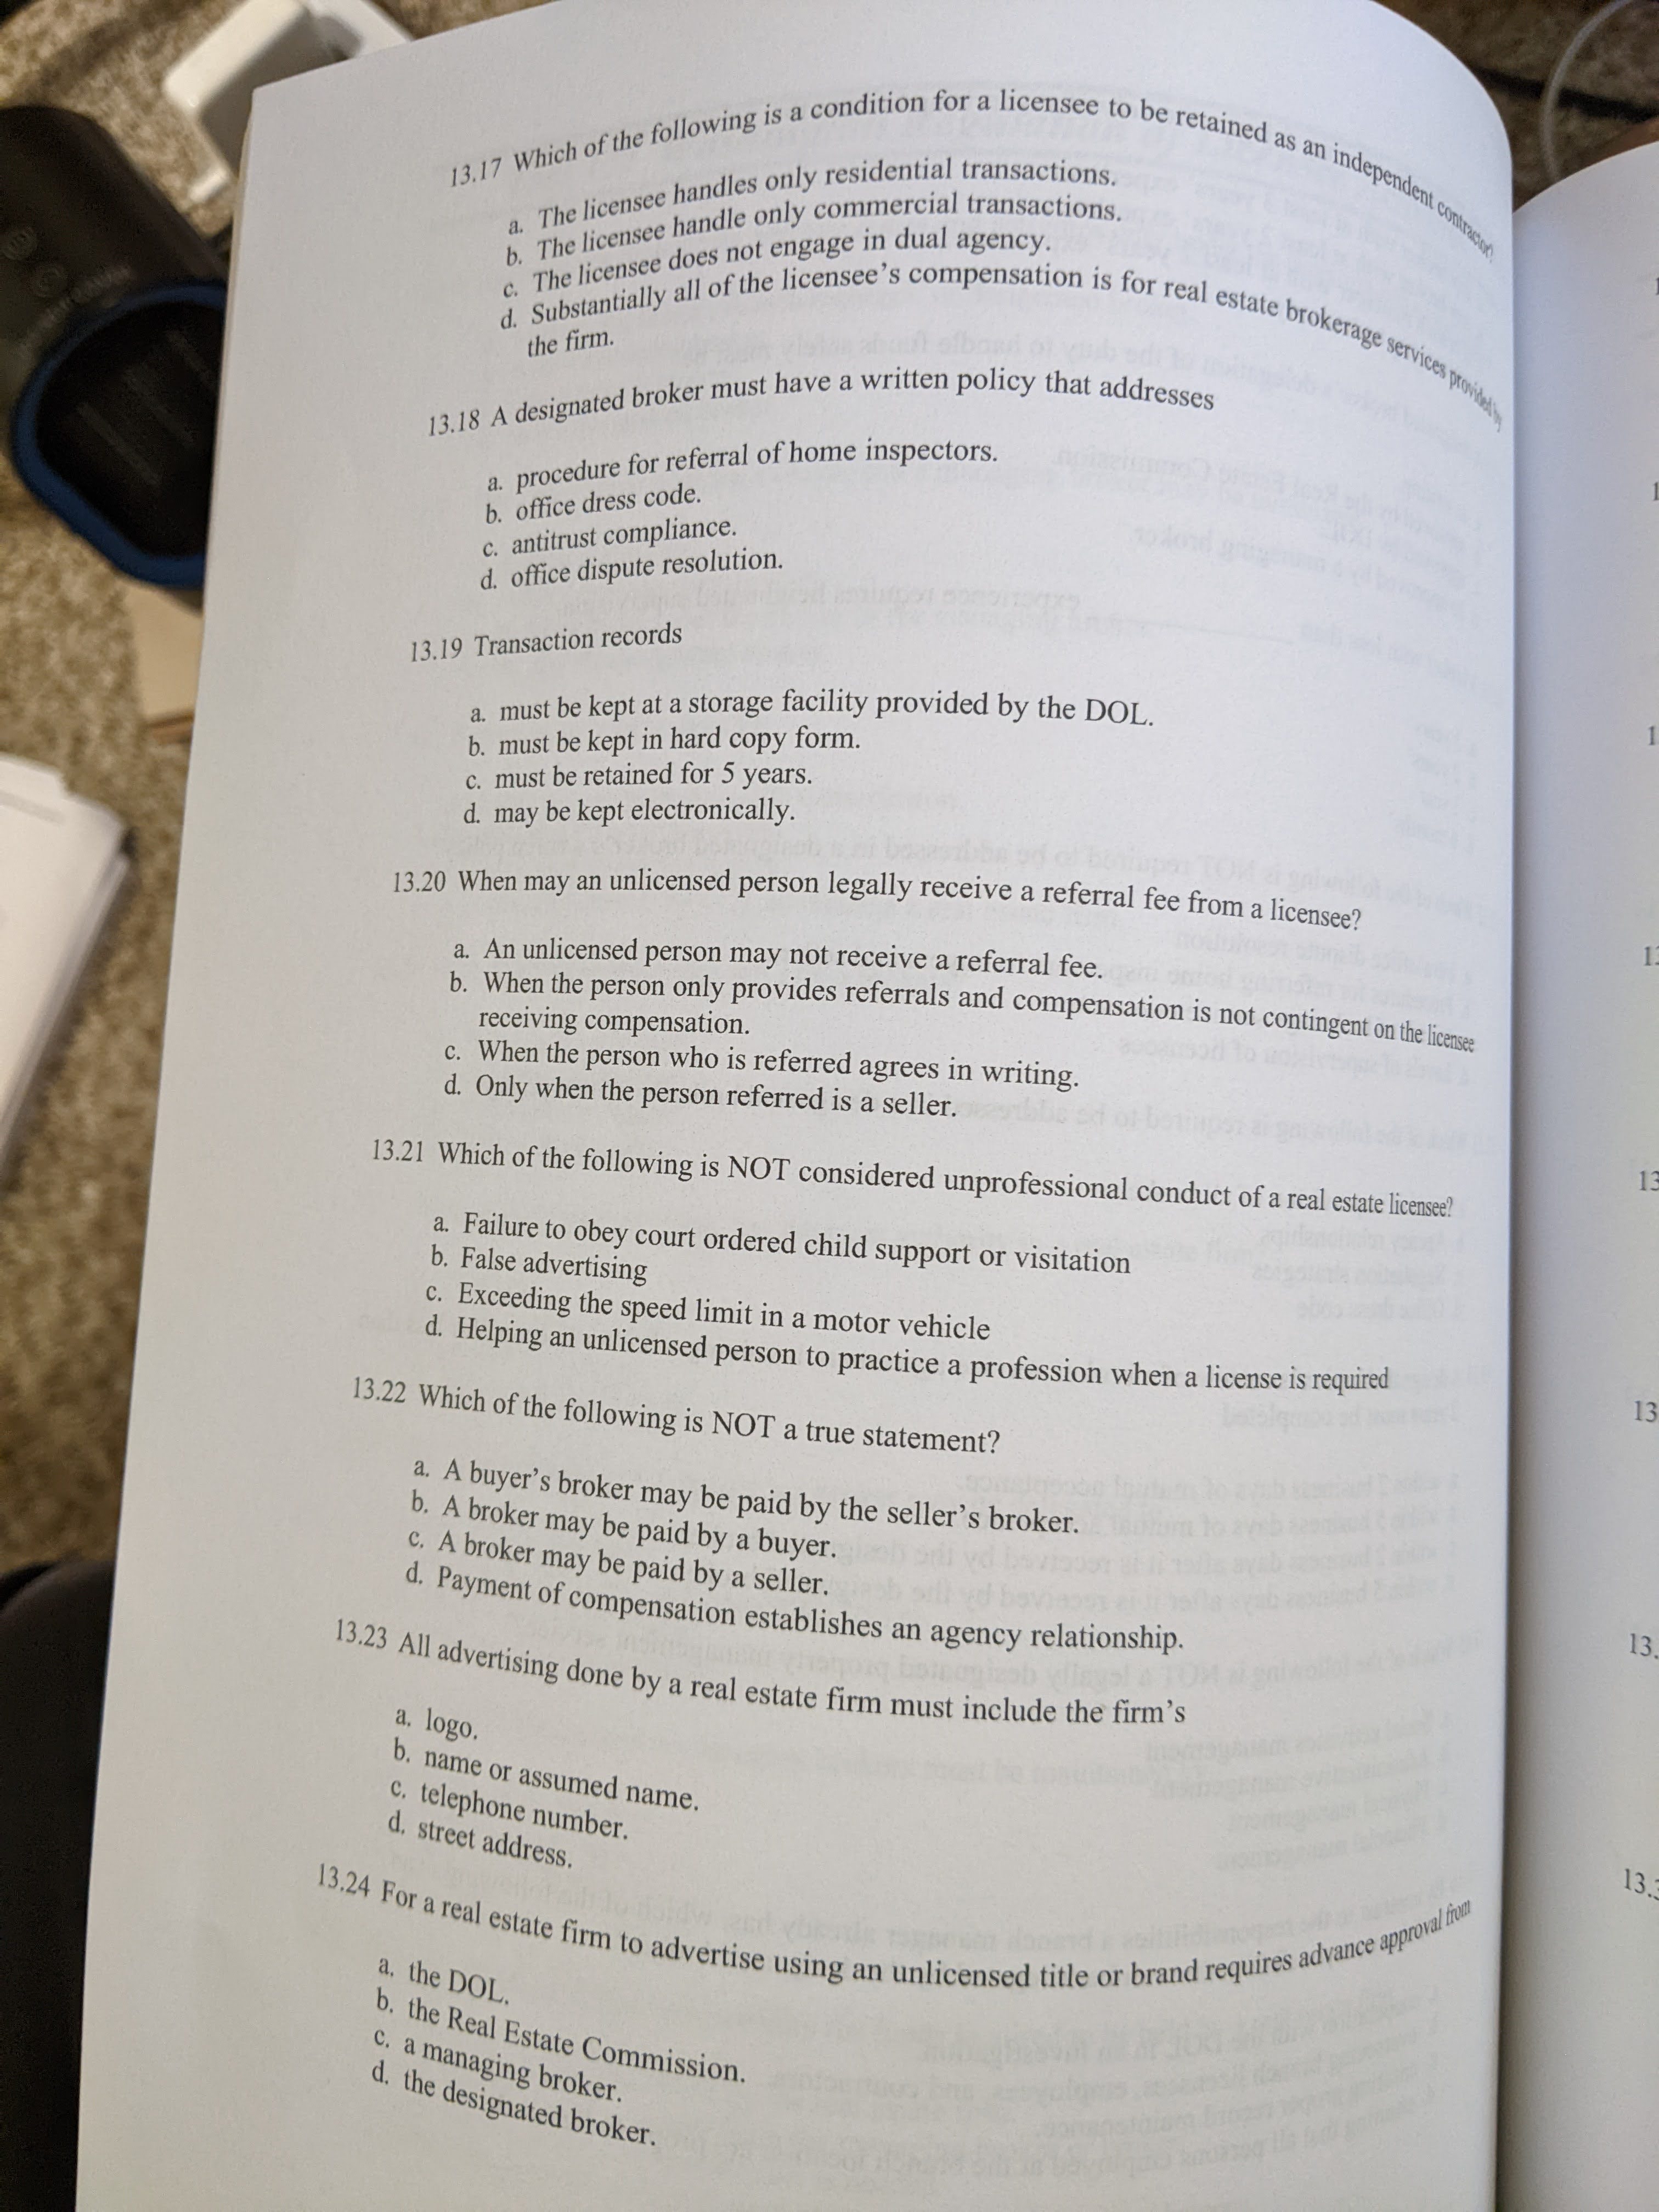 13.17 Which of the following is a condition for a licensee to be retained as an independent contractor?
a. The licensee handles only residential transactions.
b. The licensee handle only commercial transactions.
c. The licensee does not engage in dual agency.
d. Substantially all of the licensee's compensation is for real estate brokerage services provided by
the firm.
13.18 A designated broker must have a written policy that addresses
a. procedure for referral of home inspectors.
b. office dress code.
c. antitrust compliance.
d. office dispute resolution.
13.19 Transaction records
a. must be kept at a storage facility provided by the DOL.
b. must be kept in hard copy form.
c. must be retained for 5 years.
d. may be kept electronically.
13.20 When may an unlicensed person legally receive a referral fee from a licensee?
a. An unlicensed person may not receive a referral fee.
b. When the person only provides referrals and compensation is not contingent on the licensee
receiving compensation.
c. When the person who is referred agrees in writing.
d. Only when the person referred is a seller.
13.21 Which of the following is NOT considered unprofessional conduct of a real estate licensee?
a. Failure to obey court ordered child support or visitation
b. False advertising
c. Exceeding the speed limit in a motor vehicle
d. Helping an unlicensed person to practice a profession when a license is required
13.22 Which of the following is NOT a true statement?
a. A buyer's broker may be paid by the seller's broker.
b. A broker may be paid by a buyer.
c. A broker may be paid by a seller.
d. Payment of compensation establishes an agency relationship.
13.23 All advertising done by a real estate firm must include the firm's
a. logo.
b. name or assumed name.
c. telephone number.
d. street address.
13.24 For a real estate firm to advertise using an unlicensed title or brand requires advance approval from
a. the DOL.
b. the Real Estate Commission.
c. a managing broker.
d. the designated broker.